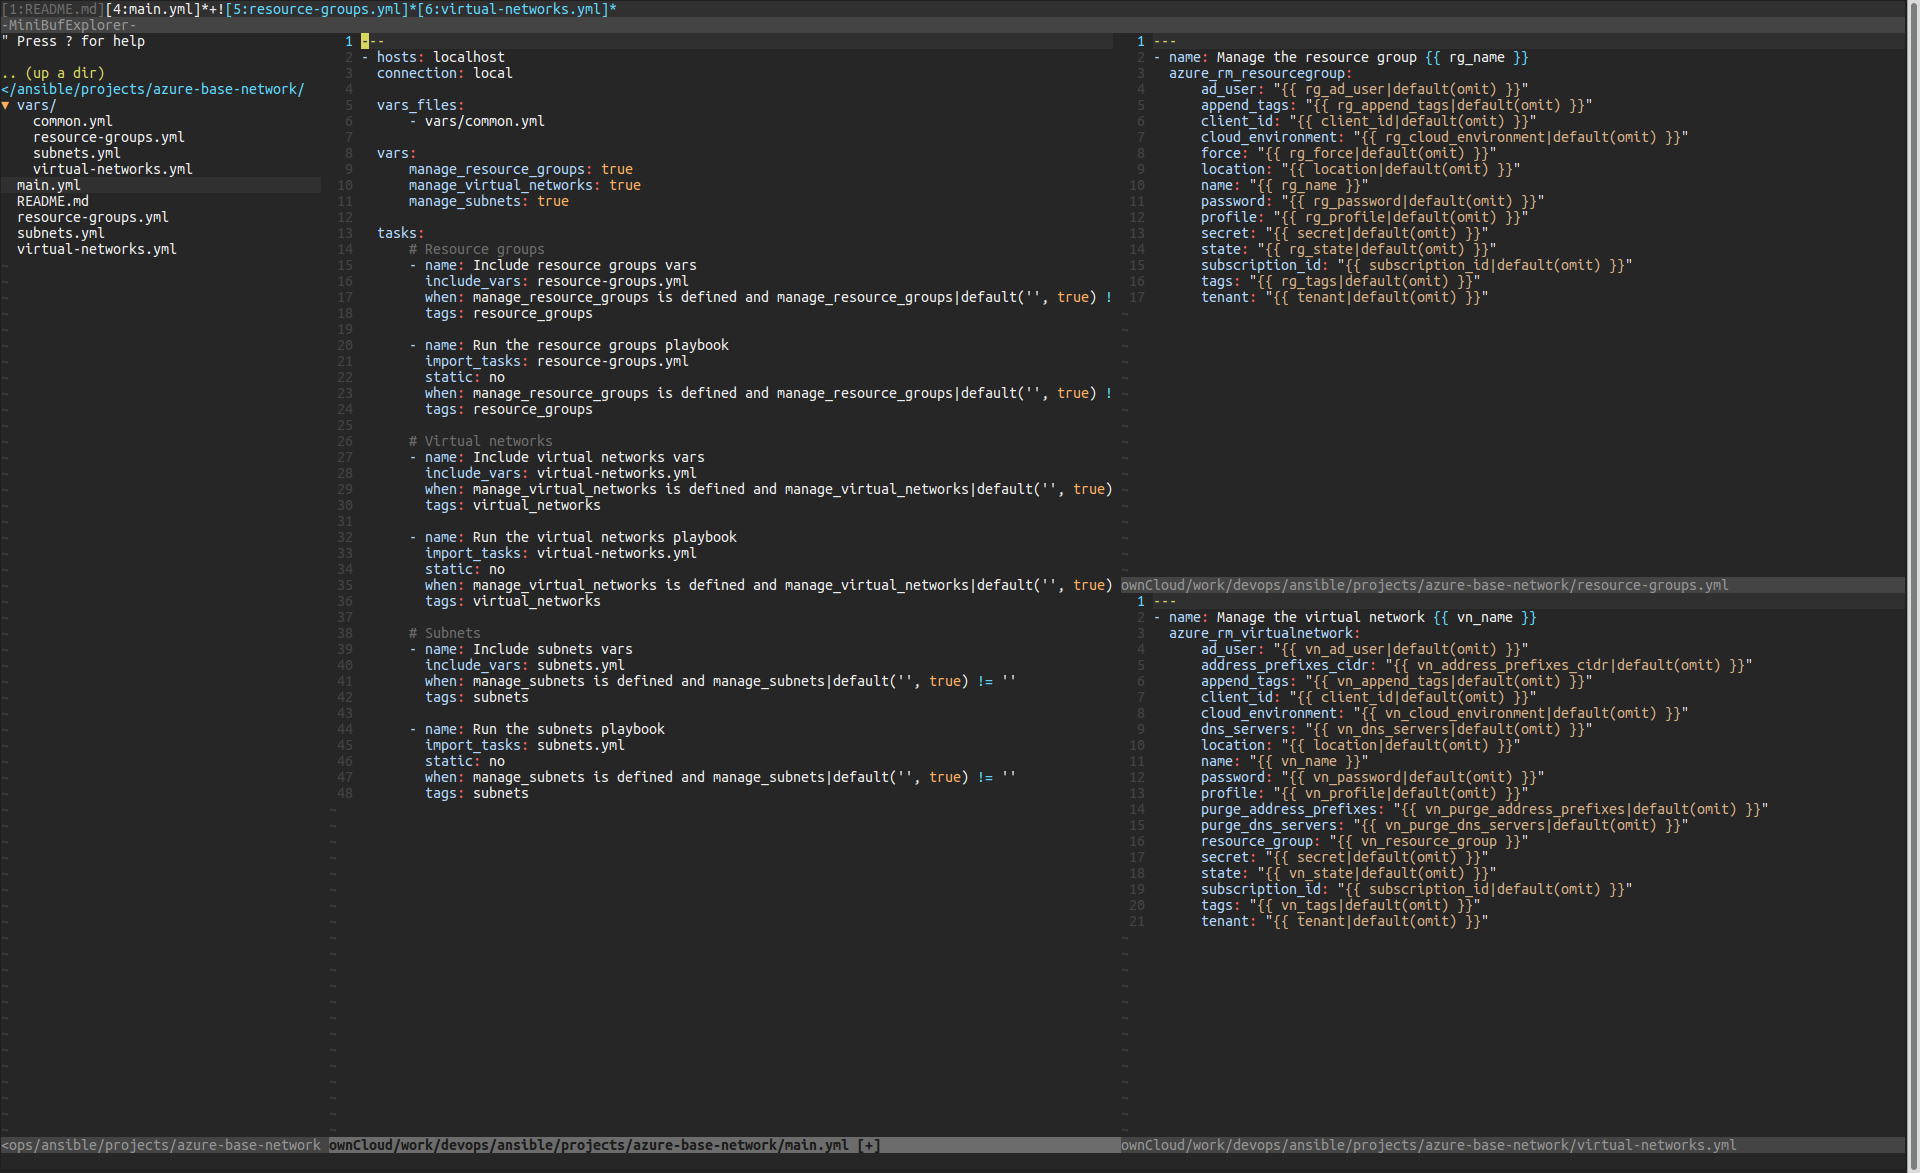 [1:README.md][4:main.yml]*+![5:resource-groups.yml]*[6:virtual-networks.yml]*
-MiniBufExplorer-
" Press ? for help
.. (up a dir)
</ansible/projects/azure-base-network/
▼ vars/
common.yml
resource-groups.yml
subnets.yml
virtual-networks.yml
main.yml
README.md
resource-groups.yml
subnets.yml
virtual-networks.yml
<ops/ansible/projects/azure-base-network
1 ---
2 - hosts: localhost
3   connection: local
4
5   vars_files:
6       - vars/common.yml
7
8   vars:
9       manage_resource_groups: true
10       manage_virtual_networks: true
11       manage_subnets: true
12
13   tasks:
14       # Resource groups
15       - name: Include resource groups vars
16         include_vars: resource-groups.yml
17         when: manage_resource_groups is defined and manage_resource_groups|default('', true) !
18         tags: resource_groups
19
20       - name: Run the resource groups playbook
21         import_tasks: resource-groups.yml
22         static: no
23         when: manage_resource_groups is defined and manage_resource_groups|default('', true) !
24         tags: resource_groups
25
26       # Virtual networks
27       - name: Include virtual networks vars
28         include_vars: virtual-networks.yml
29         when: manage_virtual_networks is defined and manage_virtual_networks|default('', true)
30         tags: virtual_networks
31
32       - name: Run the virtual networks playbook
33         import_tasks: virtual-networks.yml
34         static: no
35         when: manage_virtual_networks is defined and manage_virtual_networks|default('', true)
36         tags: virtual_networks
37
38       # Subnets
39       - name: Include subnets vars
40         include_vars: subnets.yml
41         when: manage_subnets is defined and manage_subnets|default('', true) != ''
42         tags: subnets
43
44       - name: Run the subnets playbook
45         import_tasks: subnets.yml
46         static: no
47         when: manage_subnets is defined and manage_subnets|default('', true) != ''
48         tags: subnets
ownCloud/work/devops/ansible/projects/azure-base-network/main.yml [+]
1 ---
2 - name: Manage the resource group {{ rg_name }}
3   azure_rm_resourcegroup:
4       ad_user: "{{ rg_ad_user|default(omit) }}"
5       append_tags: "{{ rg_append_tags|default(omit) }}"
6       client_id: "{{ client_id|default(omit) }}"
7       cloud_environment: "{{ rg_cloud_environment|default(omit) }}"
8       force: "{{ rg_force|default(omit) }}"
9       location: "{{ location|default(omit) }}"
10       name: "{{ rg_name }}"
11       password: "{{ rg_password|default(omit) }}"
12       profile: "{{ rg_profile|default(omit) }}"
13       secret: "{{ secret|default(omit) }}"
14       state: "{{ rg_state|default(omit) }}"
15       subscription_id: "{{ subscription_id|default(omit) }}"
16       tags: "{{ rg_tags|default(omit) }}"
17       tenant: "{{ tenant|default(omit) }}"
ownCloud/work/devops/ansible/projects/azure-base-network/resource-groups.yml
1 ---
2 - name: Manage the virtual network {{ vn_name }}
3   azure_rm_virtualnetwork:
4       ad_user: "{{ vn_ad_user|default(omit) }}"
5       address_prefixes_cidr: "{{ vn_address_prefixes_cidr|default(omit) }}"
6       append_tags: "{{ vn_append_tags|default(omit) }}"
7       client_id: "{{ client_id|default(omit) }}"
8       cloud_environment: "{{ vn_cloud_environment|default(omit) }}"
9       dns_servers: "{{ vn_dns_servers|default(omit) }}"
10       location: "{{ location|default(omit) }}"
11       name: "{{ vn_name }}"
12       password: "{{ vn_password|default(omit) }}"
13       profile: "{{ vn_profile|default(omit) }}"
14       purge_address_prefixes: "{{ vn_purge_address_prefixes|default(omit) }}"
15       purge_dns_servers: "{{ vn_purge_dns_servers|default(omit) }}"
16       resource_group: "{{ vn_resource_group }}"
17       secret: "{{ secret|default(omit) }}"
18       state: "{{ vn_state|default(omit) }}"
19       subscription_id: "{{ subscription_id|default(omit) }}"
20       tags: "{{ vn_tags|default(omit) }}"
21       tenant: "{{ tenant|default(omit) }}"
ownCloud/work/devops/ansible/projects/azure-base-network/virtual-networks.yml